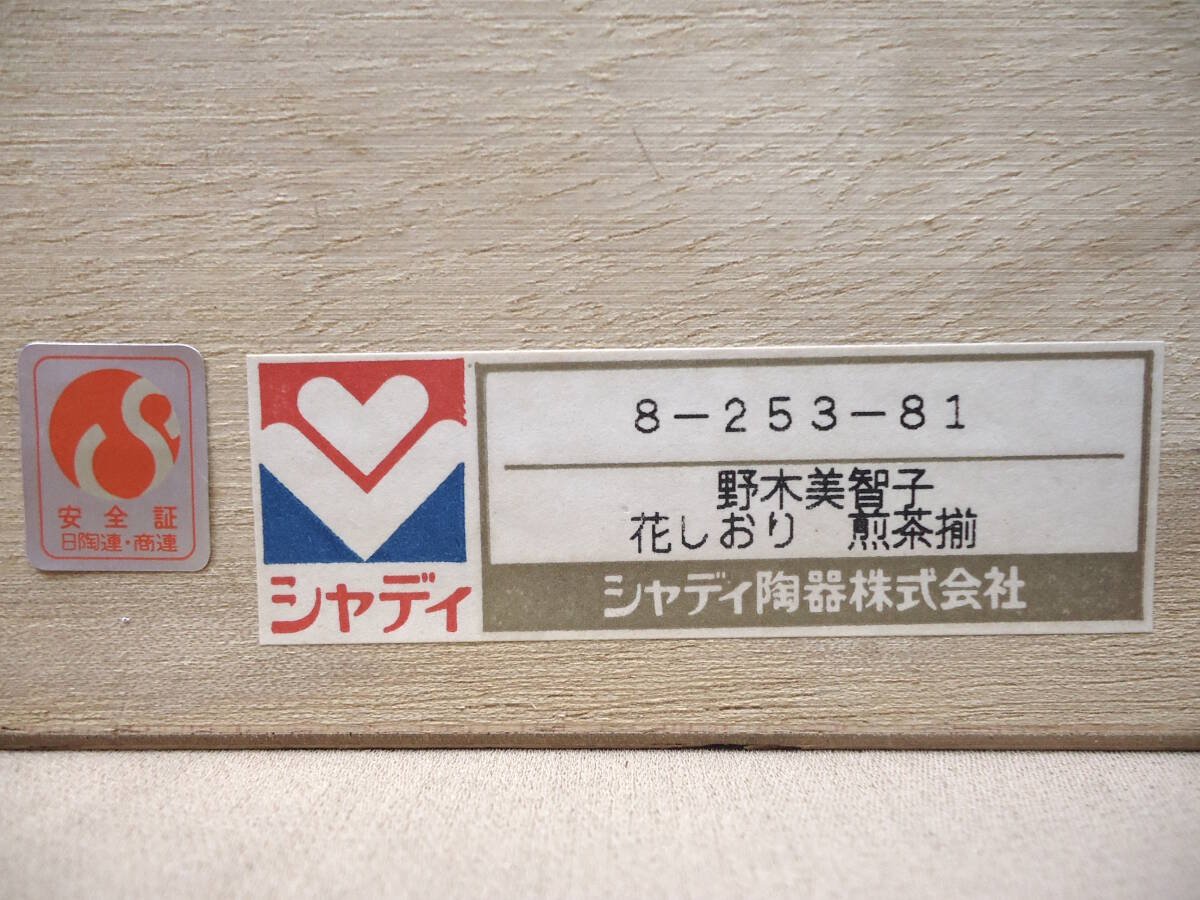 安全証
日陶連・商連
シャディ
8-253-81
野木美智子
花しおり 煎茶揃
シャディ陶器株式会社